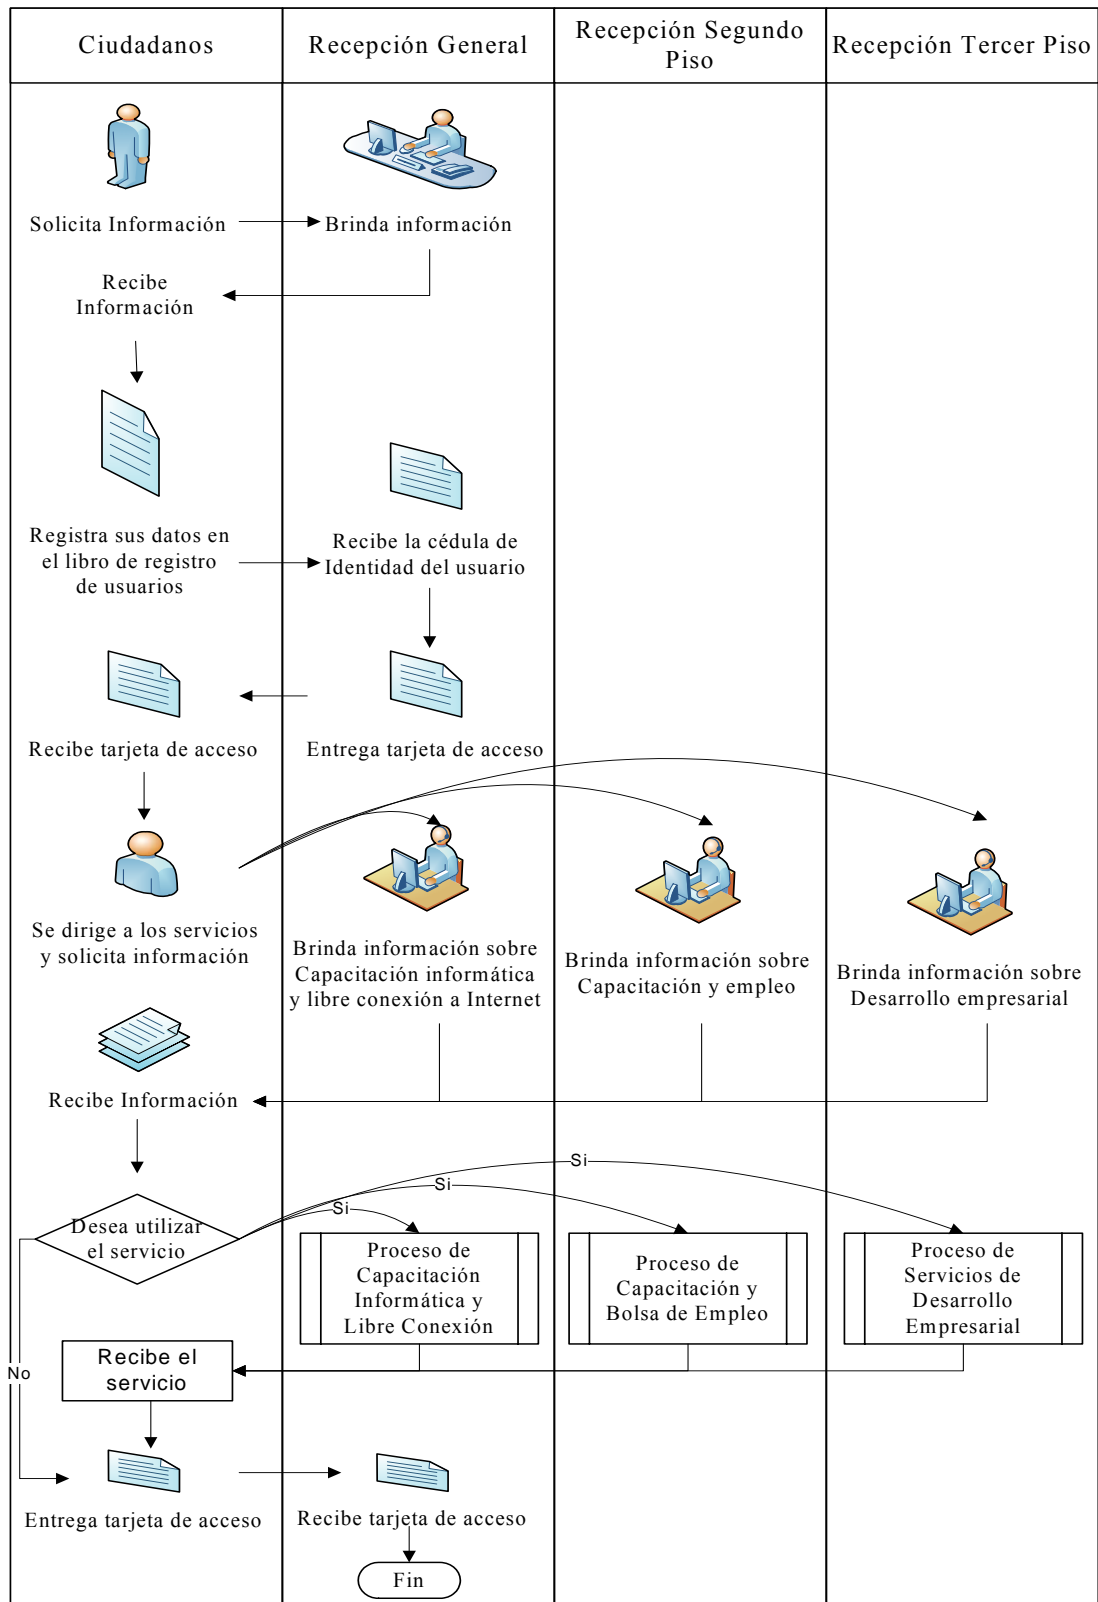 Ciudadanos
Recepción General
Recepción Segundo
Piso
Recepción Tercer Piso
Solicita Información
Brinda información
Recibe
Información
Registra sus datos en
el libro de registro
de usuarios
Recibe la cédula de
Identidad del usuario
Recibe tarjeta de acceso
Entrega tarjeta de acceso
Se dirige a los servicios
y solicita información
Brinda información sobre
Capacitación informática
y libre conexión a Internet
Brinda información sobre
Capacitación y empleo
Brinda información sobre
Desarrollo empresarial
Recibe Información
Desea utilizar
el servicio
Si
Si
Si
Proceso de
Capacitación
Informática y
Libre Conexión
Proceso de
Capacitación y
Bolsa de Empleo
Proceso de
Servicios de
Desarrollo
Empresarial
No
Recibe el
servicio
Entrega tarjeta de acceso
Recibe tarjeta de acceso
Fin